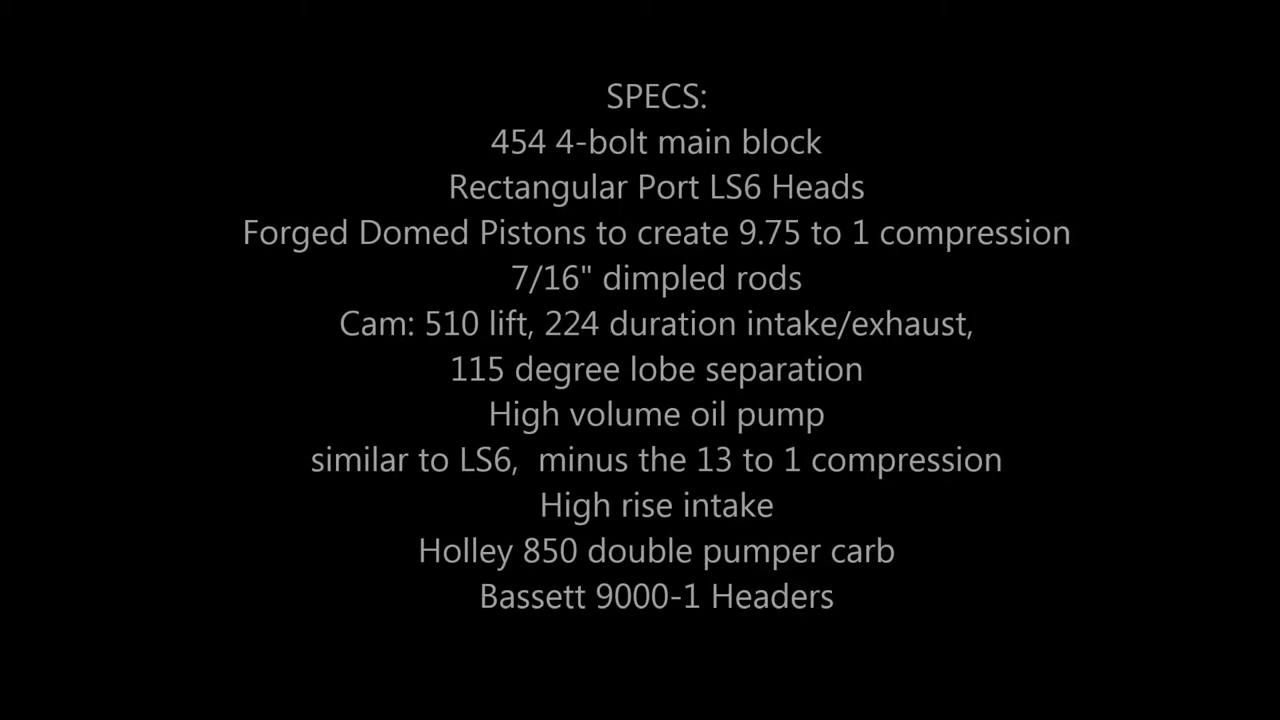 SPECS:
454 4-bolt main block
Rectangular Port LS6 Heads
Forged Domed Pistons to create 9.75 to 1 compression
7/16" dimpled rods
Cam: 510 lift, 224 duration intake/exhaust,
115 degree lobe separation
High volume oil pump
similar to LS6,  minus the 13 to 1 compression
High rise intake
Holley 850 double pumper carb
Bassett 9000-1 Headers